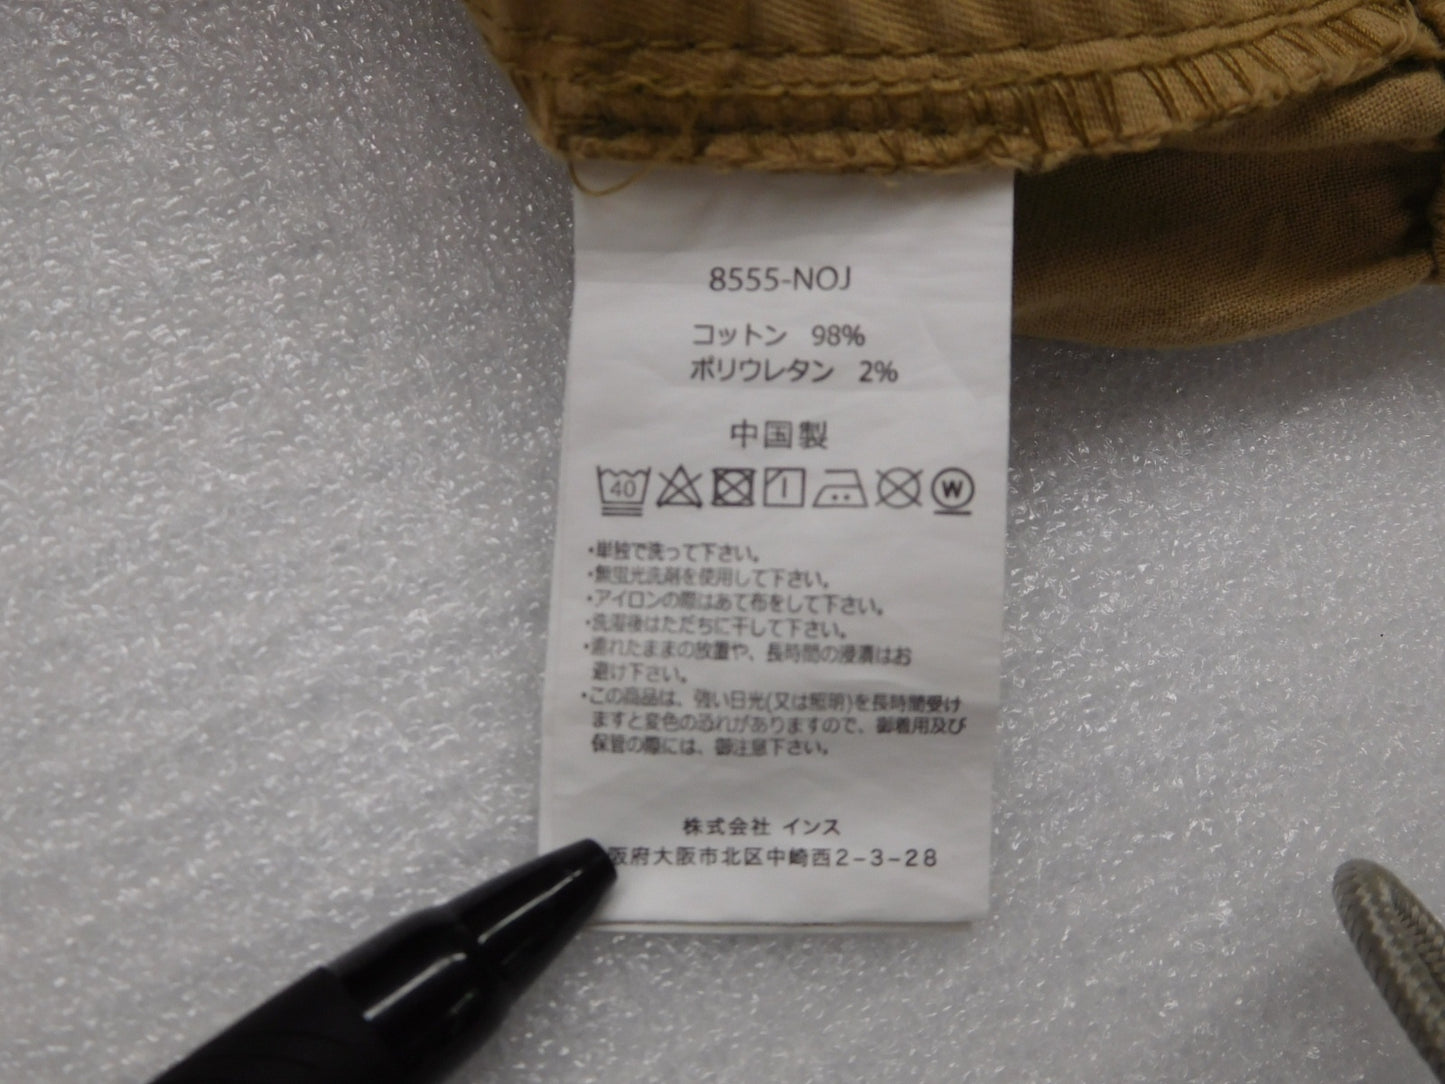 8555-NOJ
コットン 98%
ポリウレタン 2%
中国製
40 W
・単独で洗って下さい。
・無蛍光洗剤を使用して下さい。
・アイロンの際はあて布をして下さい。
・洗濯後はただちに干して下さい。
・濡れたままの放置や、長時間の浸漬はお
避け下さい。
・この商品は、強い日光(又は照明)を長時間受け
ますと変色の恐れがありますので、御着用及び
保管の際には、御注意下さい。
株式会社 インス
阪府大阪市北区中崎西2-3-28